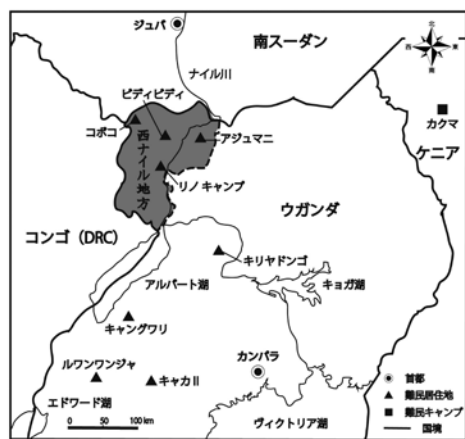 ジュバ
南スーダン
北
西
東
南
ナイル川
ビディビディ
コボコ
アジュマニ
カクマ
ケニア
西ナイル地方
リノ キャンプ
ウガンダ
コンゴ（DRC）
キリヤドンゴ
アルバート湖
キョガ湖
キャングワリ
カンパラ
ルワンワンジャ
キャカⅡ
エドワード湖
0 50 100 km
ヴィクトリア湖
首都
難民居住地
難民キャンプ
国境